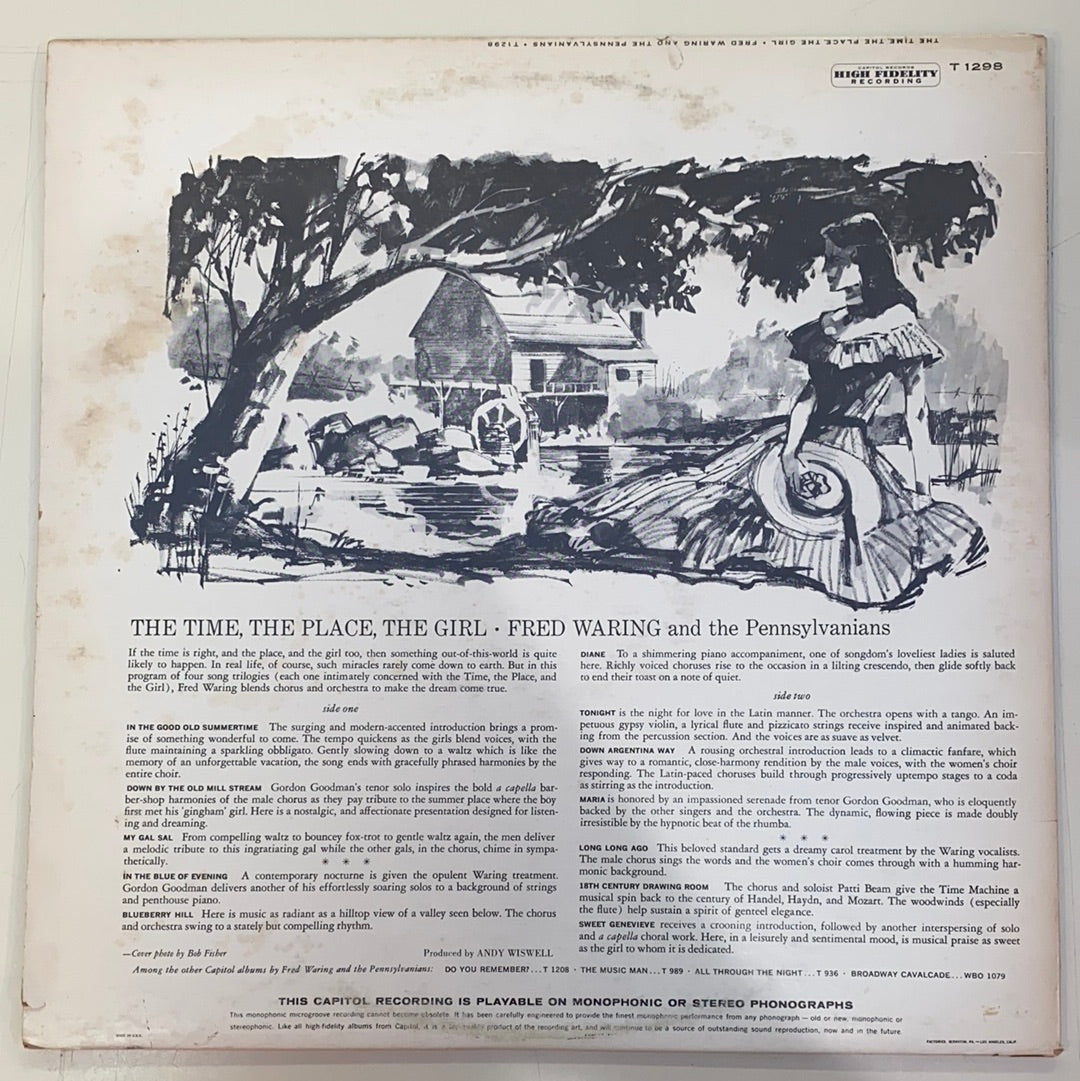 THE TIME, THE PLACE, THE GIRL • FRED WARING AND THE PENNSYLVANIANS • T1298
CAPITOL RECORDS
HIGH FIDELITY
RECORDING
T 1298
THE TIME, THE PLACE, THE GIRL · FRED WARING and the Pennsylvanians
If the time is right, and the place, and the girl too, then something out-of-this-world is quite
likely to happen. In real life, of course, such miracles rarely come down to earth. But in this
program of four song trilogies (each one intimately concerned with the Time, the Place, and
the Girl), Fred Waring blends chorus and orchestra to make the dream come true.
side one
IN THE GOOD OLD SUMMERTIME The surging and modern-accented introduction brings a prom-
ise of something wonderful to come. The tempo quickens as the girls blend voices, with the
flute maintaining a sparkling obbligato. Gently slowing down to a waltz which is like the
memory of an unforgettable vacation, the song ends with gracefully phrased harmonies by the
entire choir.
DOWN BY THE OLD MILL STREAM Gordon Goodman's tenor solo inspires the bold a capella bar-
ber-shop harmonies of the male chorus as they pay tribute to the summer place where the boy
first met his 'gingham' girl. Here is a nostalgic, and affectionate presentation designed for listen-
ing and dreaming.
MY GAL SAL From compelling waltz to bouncey fox-trot to gentle waltz again, the men deliver
a melodic tribute to this ingratiating gal while the other gals, in the chorus, chime in sympa-
thetically.
* * *
IN THE BLUE OF EVENING A contemporary nocturne is given the opulent Waring treatment.
Gordon Goodman delivers another of his effortlessly soaring solos to a background of strings
and penthouse piano.
BLUEBERRY HILL Here is music as radiant as a hilltop view of a valley seen below. The chorus
and orchestra swing to a stately but compelling rhythm.
—Cover photo by Bob Fisher
Produced by ANDY WISWELL
DIANE To a shimmering piano accompaniment, one of songdom's loveliest ladies is saluted
here. Richly voiced choruses rise to the occasion in a lilting crescendo, then glide softly back
to end their toast on a note of quiet.
side two
TONIGHT is the night for love in the Latin manner. The orchestra opens with a tango. An im-
petuous gypsy violin, a lyrical flute and pizzicato strings receive inspired and animated back-
ing from the percussion section. And the voices are as suave as velvet.
DOWN ARGENTINA WAY A rousing orchestral introduction leads to a climactic fanfare, which
gives way to a romantic, close-harmony rendition by the male voices, with the women's choir
responding. The Latin-paced choruses build through progressively uptempo stages to a coda
as stirring as the introduction.
MARIA is honored by an impassioned serenade from tenor Gordon Goodman, who is eloquently
backed by the other singers and the orchestra. The dynamic, flowing piece is made doubly
irresistible by the hypnotic beat of the rhumba.
* * *
LONG LONG AGO This beloved standard gets a dreamy carol treatment by the Waring vocalists.
The male chorus sings the words and the women's choir comes through with a humming har-
monic background.
18TH CENTURY DRAWING ROOM The chorus and soloist Patti Beam give the Time Machine a
musical spin back to the century of Handel, Haydn, and Mozart. The woodwinds (especially
the flute) help sustain a spirit of genteel elegance.
SWEET GENEVIEVE receives a crooning introduction, followed by another interspersing of solo
and a capella choral work. Here, in a leisurely and sentimental mood, is musical praise as sweet
as the girl to whom it is dedicated.
Among the other Capitol albums by Fred Waring and the Pennsylvanians: DO YOU REMEMBER?...T 1208 · THE MUSIC MAN...T 989 · ALL THROUGH THE NIGHT...T 936 · BROADWAY CAVALCADE...WBO 1079
THIS CAPITOL RECORDING IS PLAYABLE ON MONOPHONIC OR STEREO PHONOGRAPHS
This monophonic microgroove recording cannot become obsolete. It has been carefully engineered to provide the finest monophonic performance from any phonograph — old or new, monophonic or
stereophonic. Like all high fidelity albums from Capitol, it is a product of the recording art, and will continue to be a source of outstanding sound reproduction, now and in the future.
MADE IN U.S.A.
FACTORIES: SCRANTON, PA.—LOS ANGELES, CALIF.